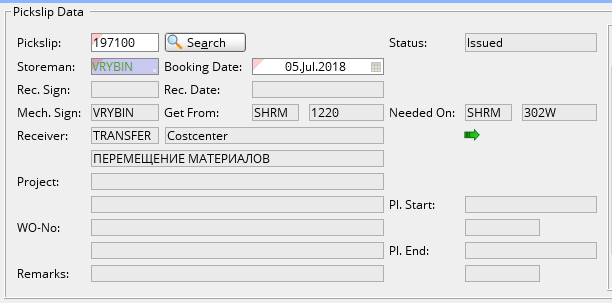 Pickslip Data
Pickslip: 197100 Search Status: Issued
Storeman: VRYBIN Booking Date: 05.Jul.2018
Rec. Sign: Rec. Date:
Mech. Sign: VRYBIN Get From: SHRM 1220 Needed On: SHRM 302W
Receiver: TRANSFER Costcenter
ПЕРЕМЕЩЕНИЕ МАТЕРИАЛОВ
Project:
Pl. Start:
WO-No:
Pl. End:
Remarks: